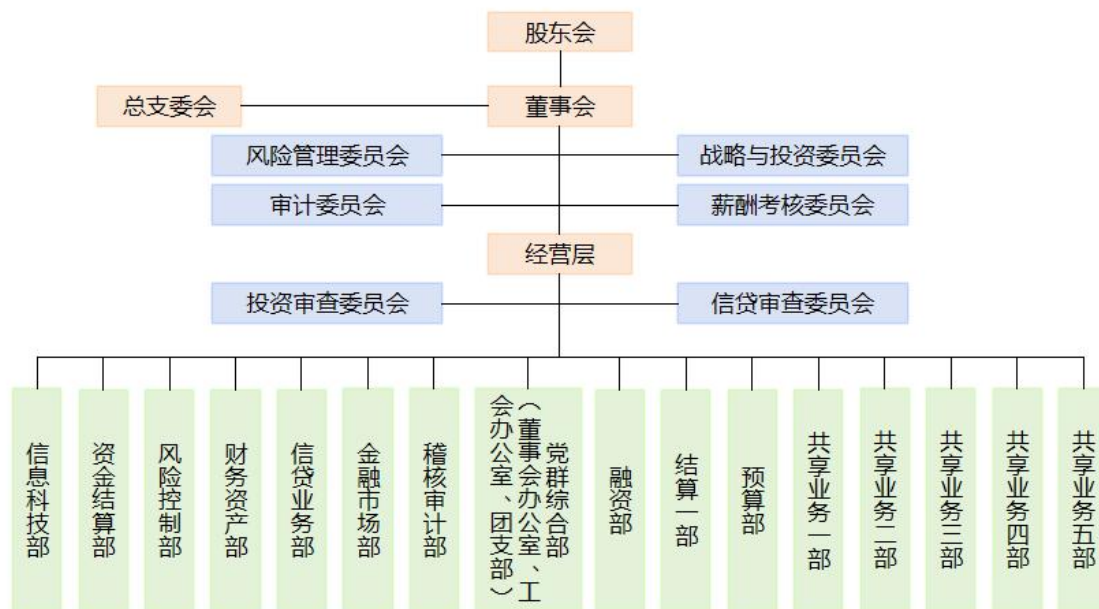 股东会
总支委会
董事会
风险管理委员会
战略与投资委员会
审计委员会
薪酬考核委员会
经营层
投资审查委员会
信贷审查委员会
信息科技部
资金结算部
风险控制部
财务资产部
信贷业务部
金融市场部
稽核审计部
党群综合部
（董事会办公室、工
会办公室、团支部）
融资部
结算一部
预算部
共享业务一部
共享业务二部
共享业务三部
共享业务四部
共享业务五部